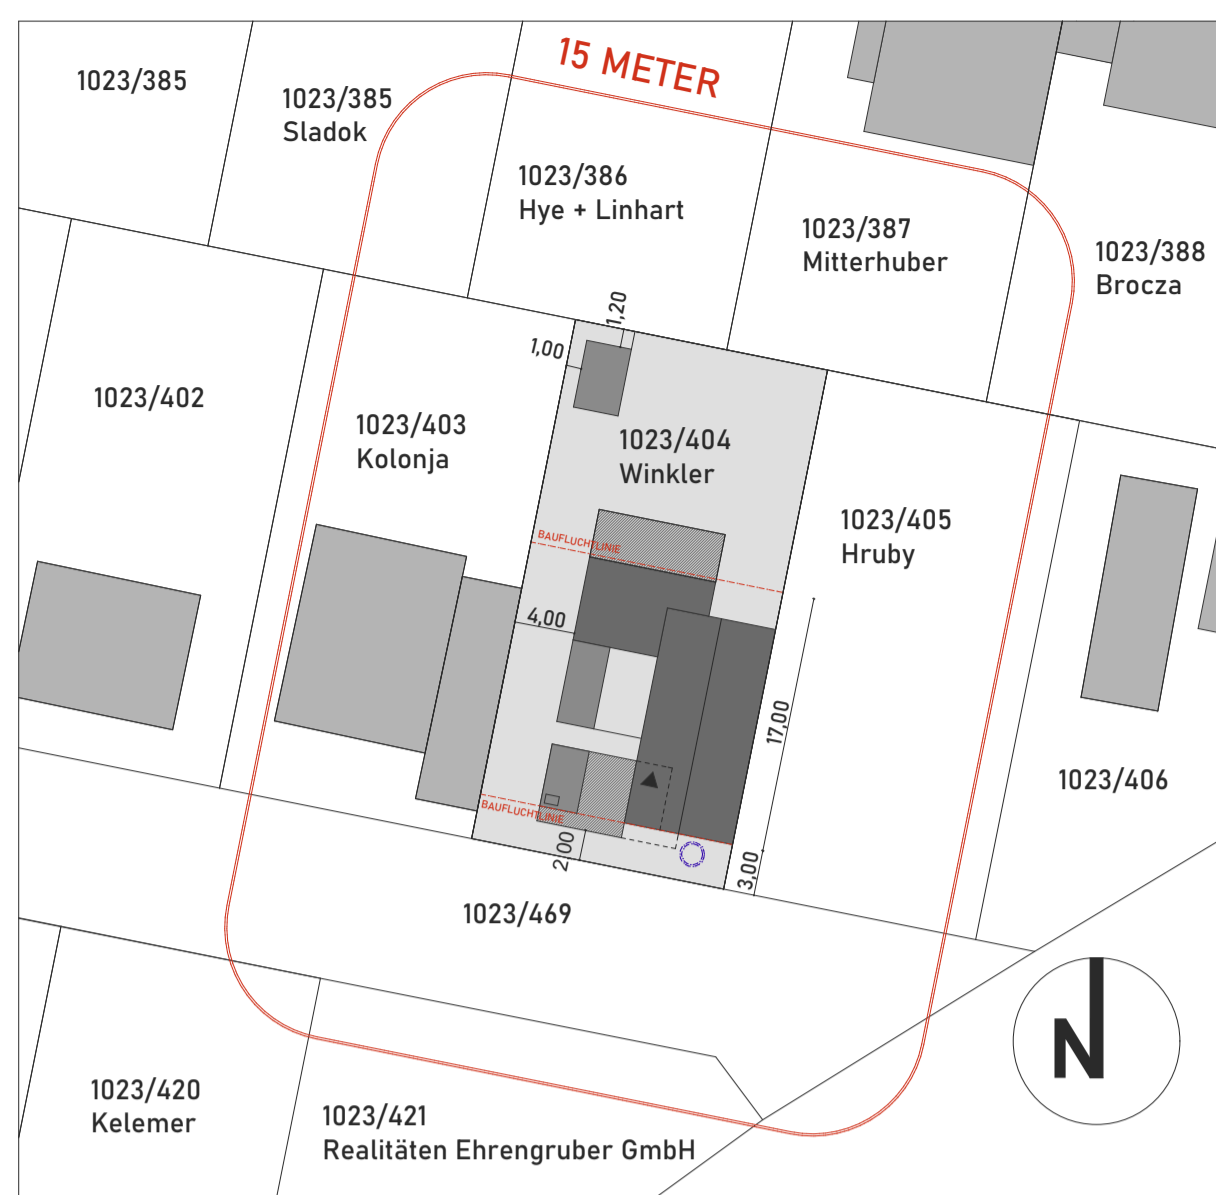 15 METER
1023/385
1023/385
Sladok
1023/386
Hye + Linhart
1023/387
Mitterhuber
1023/388
Brocza
1,20
1,00
1023/402
1023/403
Kolonja
1023/404
Winkler
1023/405
Hruby
BAUFLUCHTLINIE
4,00
17,00
1023/406
BAUFLUCHTLINIE
2,00
3,00
1023/469
N
1023/420
Kelemer
1023/421
Realitäten Ehrengruber GmbH